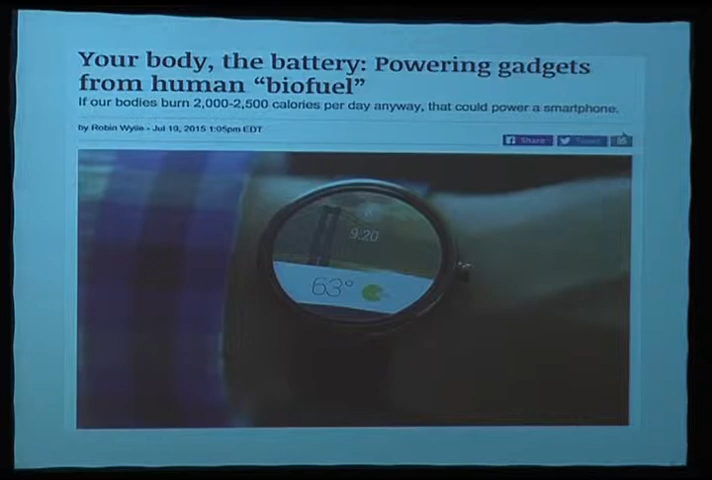 Your body, the battery: Powering gadgets
from human “biofuel”
If our bodies burn 2,000-2,500 calories per day anyway, that could power a smartphone.
by Robin Wylie - Jul 19, 2015 1:05pm EDT
Share Tweet
9:20
63°